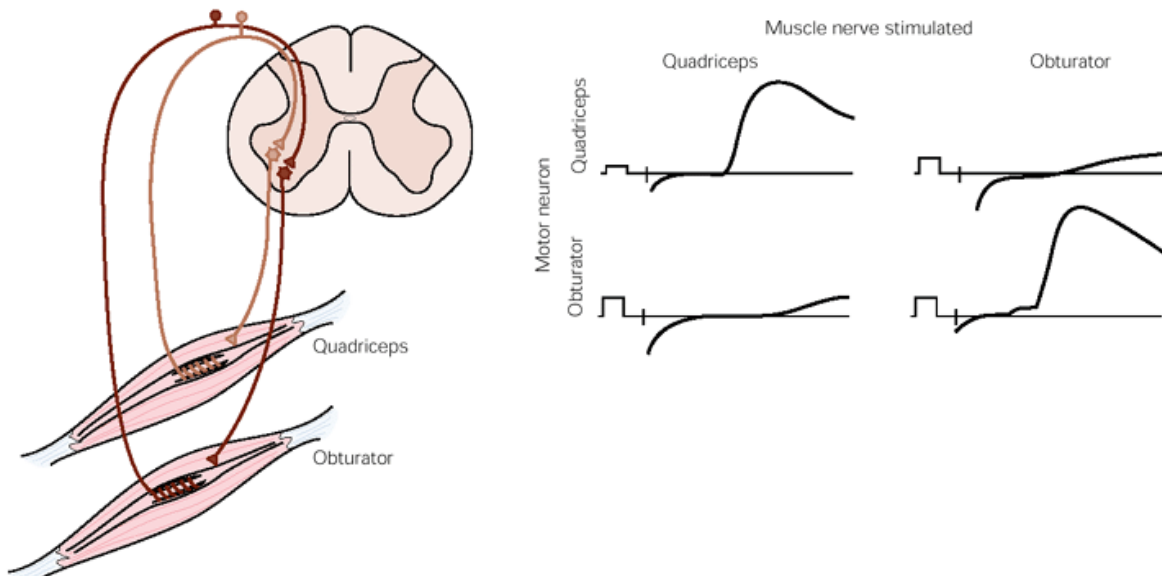 Muscle nerve stimulated
Quadriceps
Obturator
Motor neuron
Quadriceps
Obturator
Quadriceps
Obturator